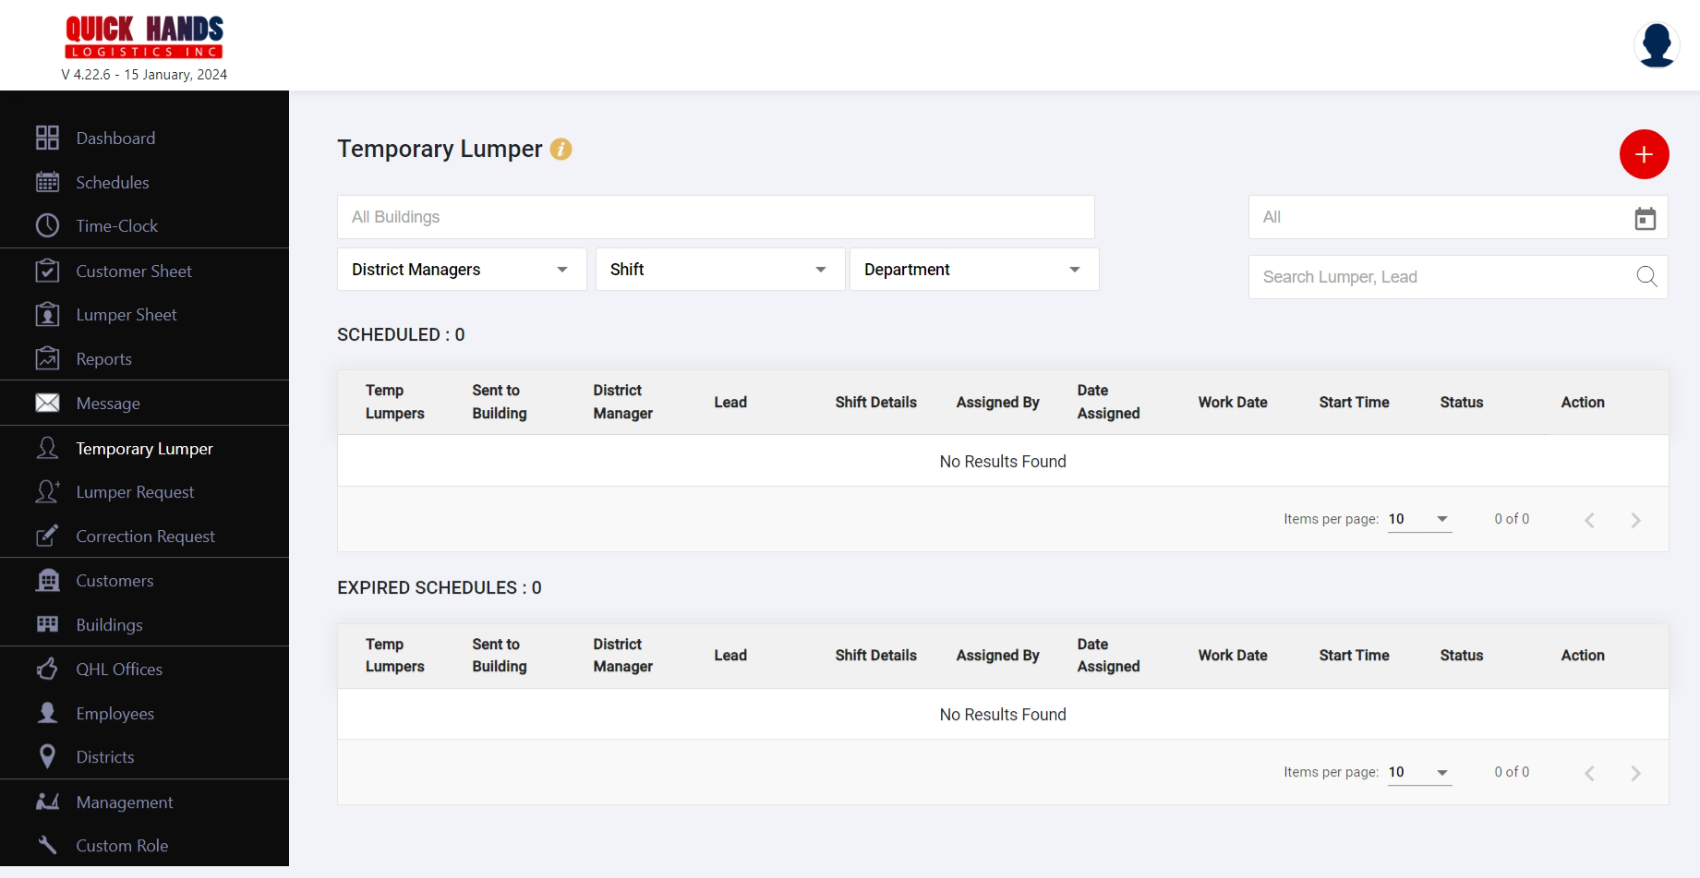 QUICK HANDS
LOGISTICS INC
V 4.22.6 - 15 January, 2024
Dashboard
Schedules
Time-Clock
Customer Sheet
Lumper Sheet
Reports
Message
Temporary Lumper
Lumper Request
Correction Request
Customers
Buildings
QHL Offices
Employees
Districts
Management
Custom Role
Temporary Lumper i
+
All Buildings
All
District Managers Shift Department
Search Lumper, Lead
SCHEDULED : 0
Temp Lumpers Sent to Building District Manager Lead Shift Details Assigned By Date Assigned Work Date Start Time Status Action
No Results Found
Items per page: 10 0 of 0
EXPIRED SCHEDULES : 0
Temp Lumpers Sent to Building District Manager Lead Shift Details Assigned By Date Assigned Work Date Start Time Status Action
No Results Found
Items per page: 10 0 of 0